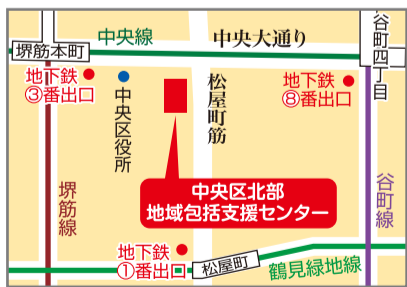 中央線
中央大通り
堺筋本町
谷町四丁目
地下鉄
③番出口
中央区役所
松屋町筋
地下鉄
⑧番出口
中央区北部
地域包括支援センター
堺筋線
谷町線
地下鉄
①番出口
松屋町
鶴見緑地線